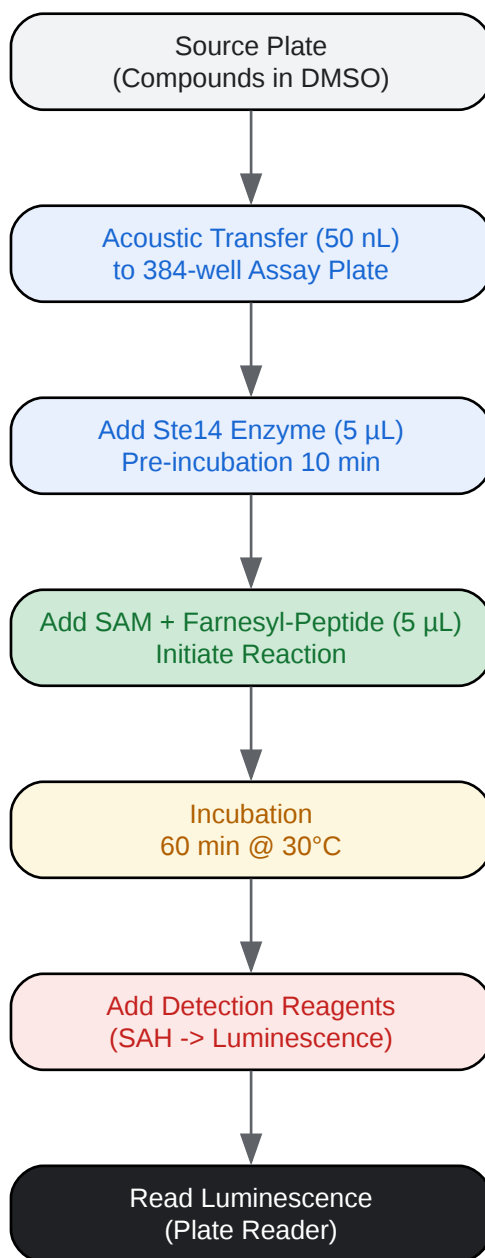 Source Plate
(Compounds in DMSO)
Acoustic Transfer (50 nL)
to 384-well Assay Plate
Add Ste14 Enzyme (5 µL)
Pre-incubation 10 min
Add SAM + Farnesyl-Peptide (5 µL)
Initiate Reaction
Incubation
60 min @ 30°C
Add Detection Reagents
(SAH -> Luminescence)
Read Luminescence
(Plate Reader)